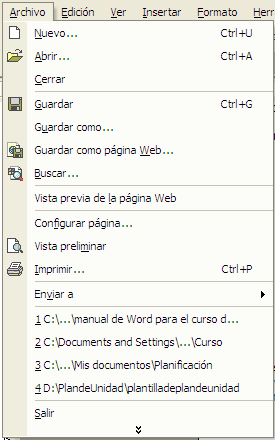 Archivo Edición Ver Insertar Formato Herr
Nuevo... Ctrl+U
Abrir... Ctrl+A
Cerrar
Guardar Ctrl+G
Guardar como...
Guardar como página Web...
Buscar...
Vista previa de la página Web
Configurar página...
Vista preliminar
Imprimir... Ctrl+P
Enviar a
1 C:\...\manual de Word para el curso d...
2 C:\Documents and Settings\...\Curso
3 C:\...\Mis documentos\Planificación
4 D:\PlandeUnidad\plantilladeplandeunidad
Salir